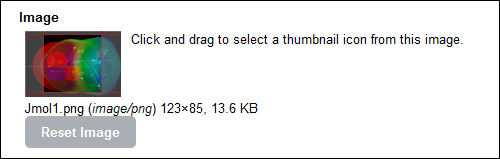 Image
Click and drag to select a thumbnail icon from this image.
Jmol1.png (image/png) 123×85, 13.6 KB
Reset Image